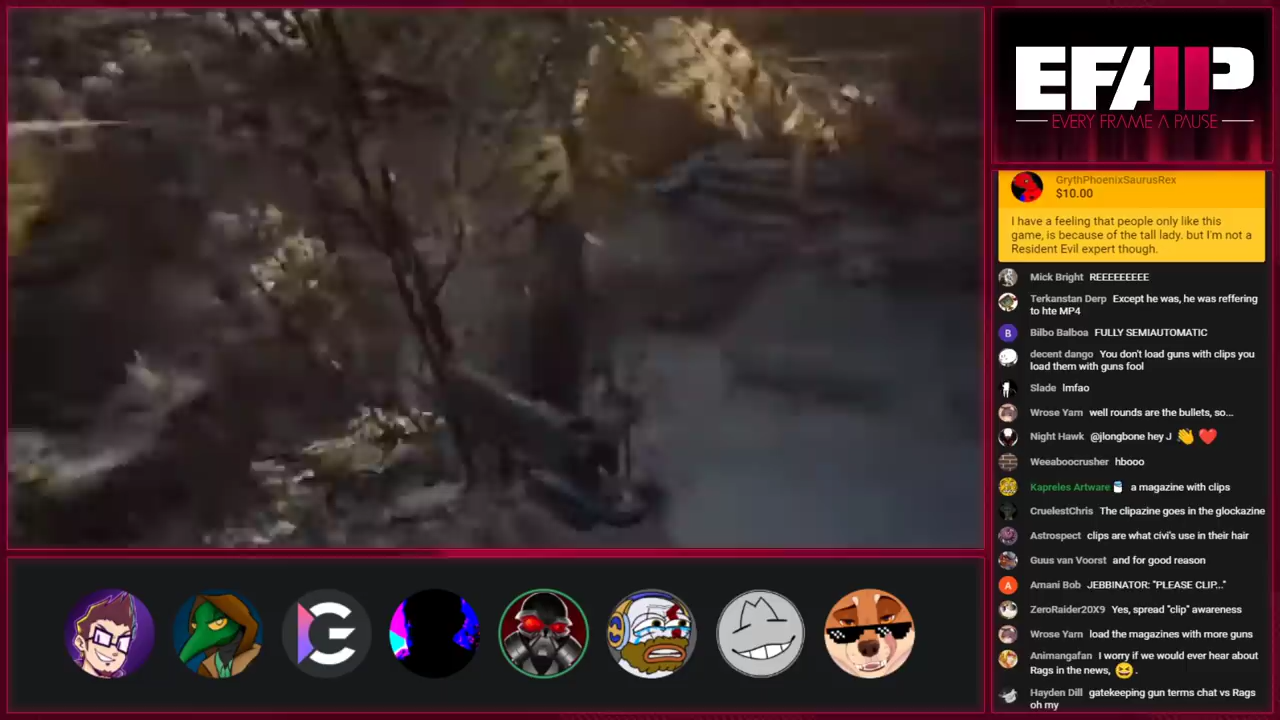 EFAP
EVERY FRAME A PAUSE
GrythPhoenixSaurusRex
$10.00
I have a feeling that people only like this
game, is because of the tall lady. but I'm not a
Resident Evil expert though.
Mick Bright REEEEEEEEE
Terkanstan Derp Except he was, he was reffering
to hte MP4
B Bilbo Balboa FULLY SEMIAUTOMATIC
decent dango You don't load guns with clips you
load them with guns fool
Slade lmfao
Wrose Yarn well rounds are the bullets, so...
Night Hawk @jlongbone hey J 👋 ❤️
Weeaboocrusher hbooo
Kapreles Artware a magazine with clips
CruelestChris The clipazine goes in the glockazine
Astrospect clips are what civi's use in their hair
Guus van Voorst and for good reason
A Amani Bob JEBBINATOR: "PLEASE CLIP..."
ZeroRaider20X9 Yes, spread "clip" awareness
Wrose Yarn load the magazines with more guns
Animangafan I worry if we would ever hear about
Rags in the news, 😆 .
Hayden Dill gatekeeping gun terms chat vs Rags
oh my